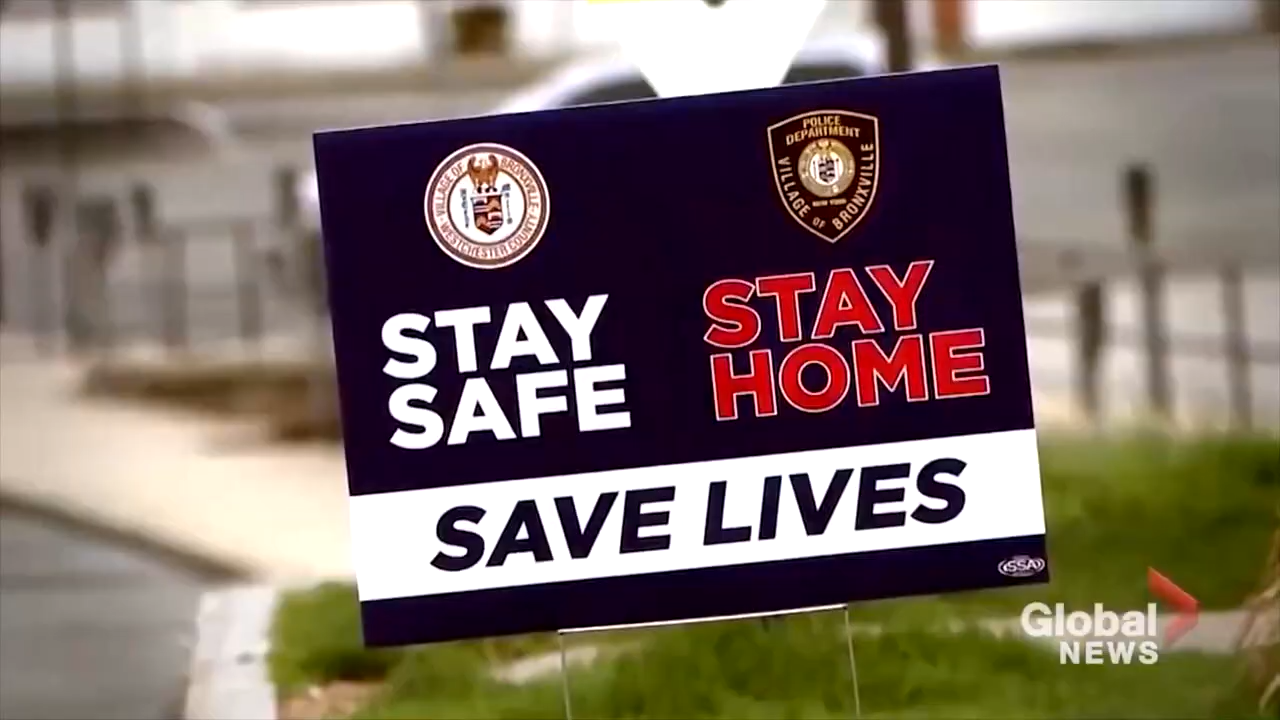 VILLAGE OF BRONXVILLE
WESTCHESTER COUNTY
POLICE
DEPARTMENT
NEW YORK
VILLAGE OF BRONXVILLE
STAY
SAFE
STAY
HOME
SAVE LIVES
SSA
Global
NEWS